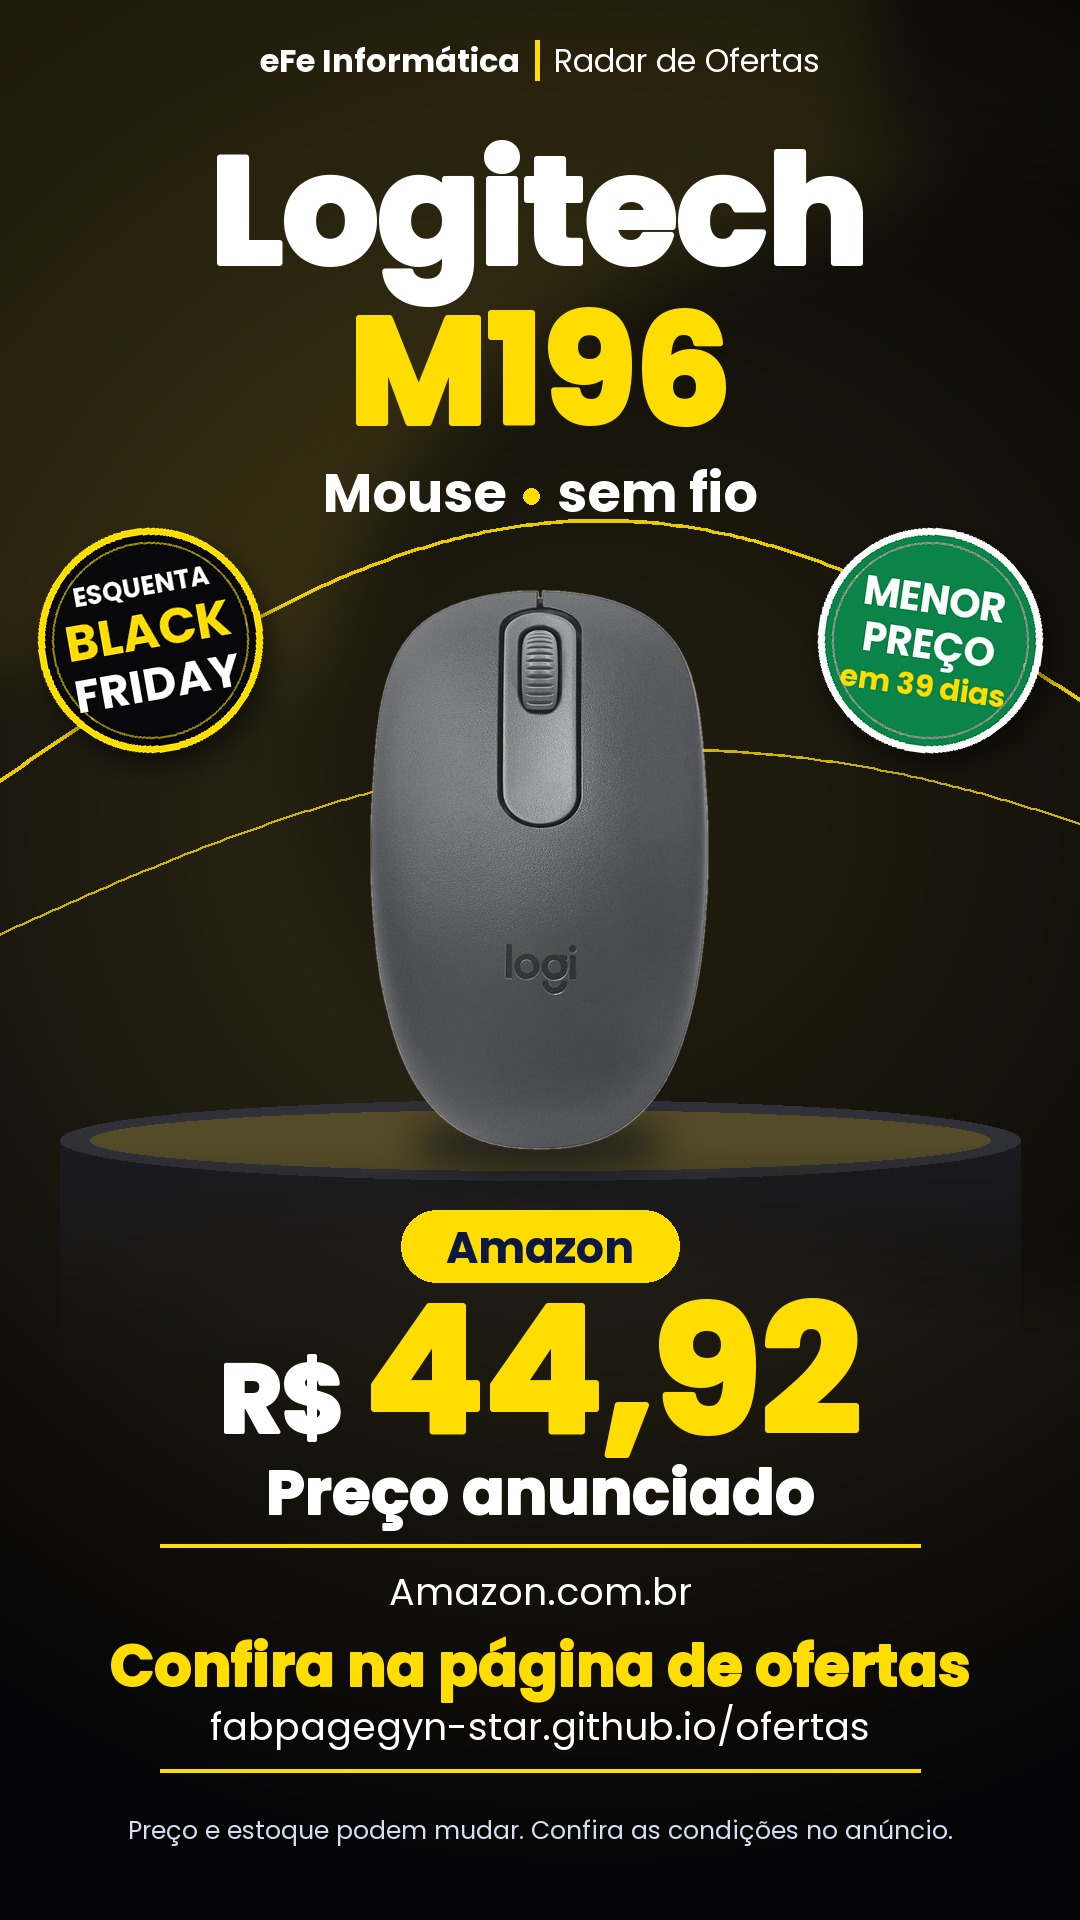 eFe Informática | Radar de Ofertas
Logitech
M196
Mouse • sem fio
ESQUENTA
BLACK
FRIDAY
MENOR
PREÇO
em 39 dias
logi
Amazon
R$ 44,92
Preço anunciado
Amazon.com.br
Confira na página de ofertas
fabpagegyn-star.github.io/ofertas
Preço e estoque podem mudar. Confira as condições no anúncio.